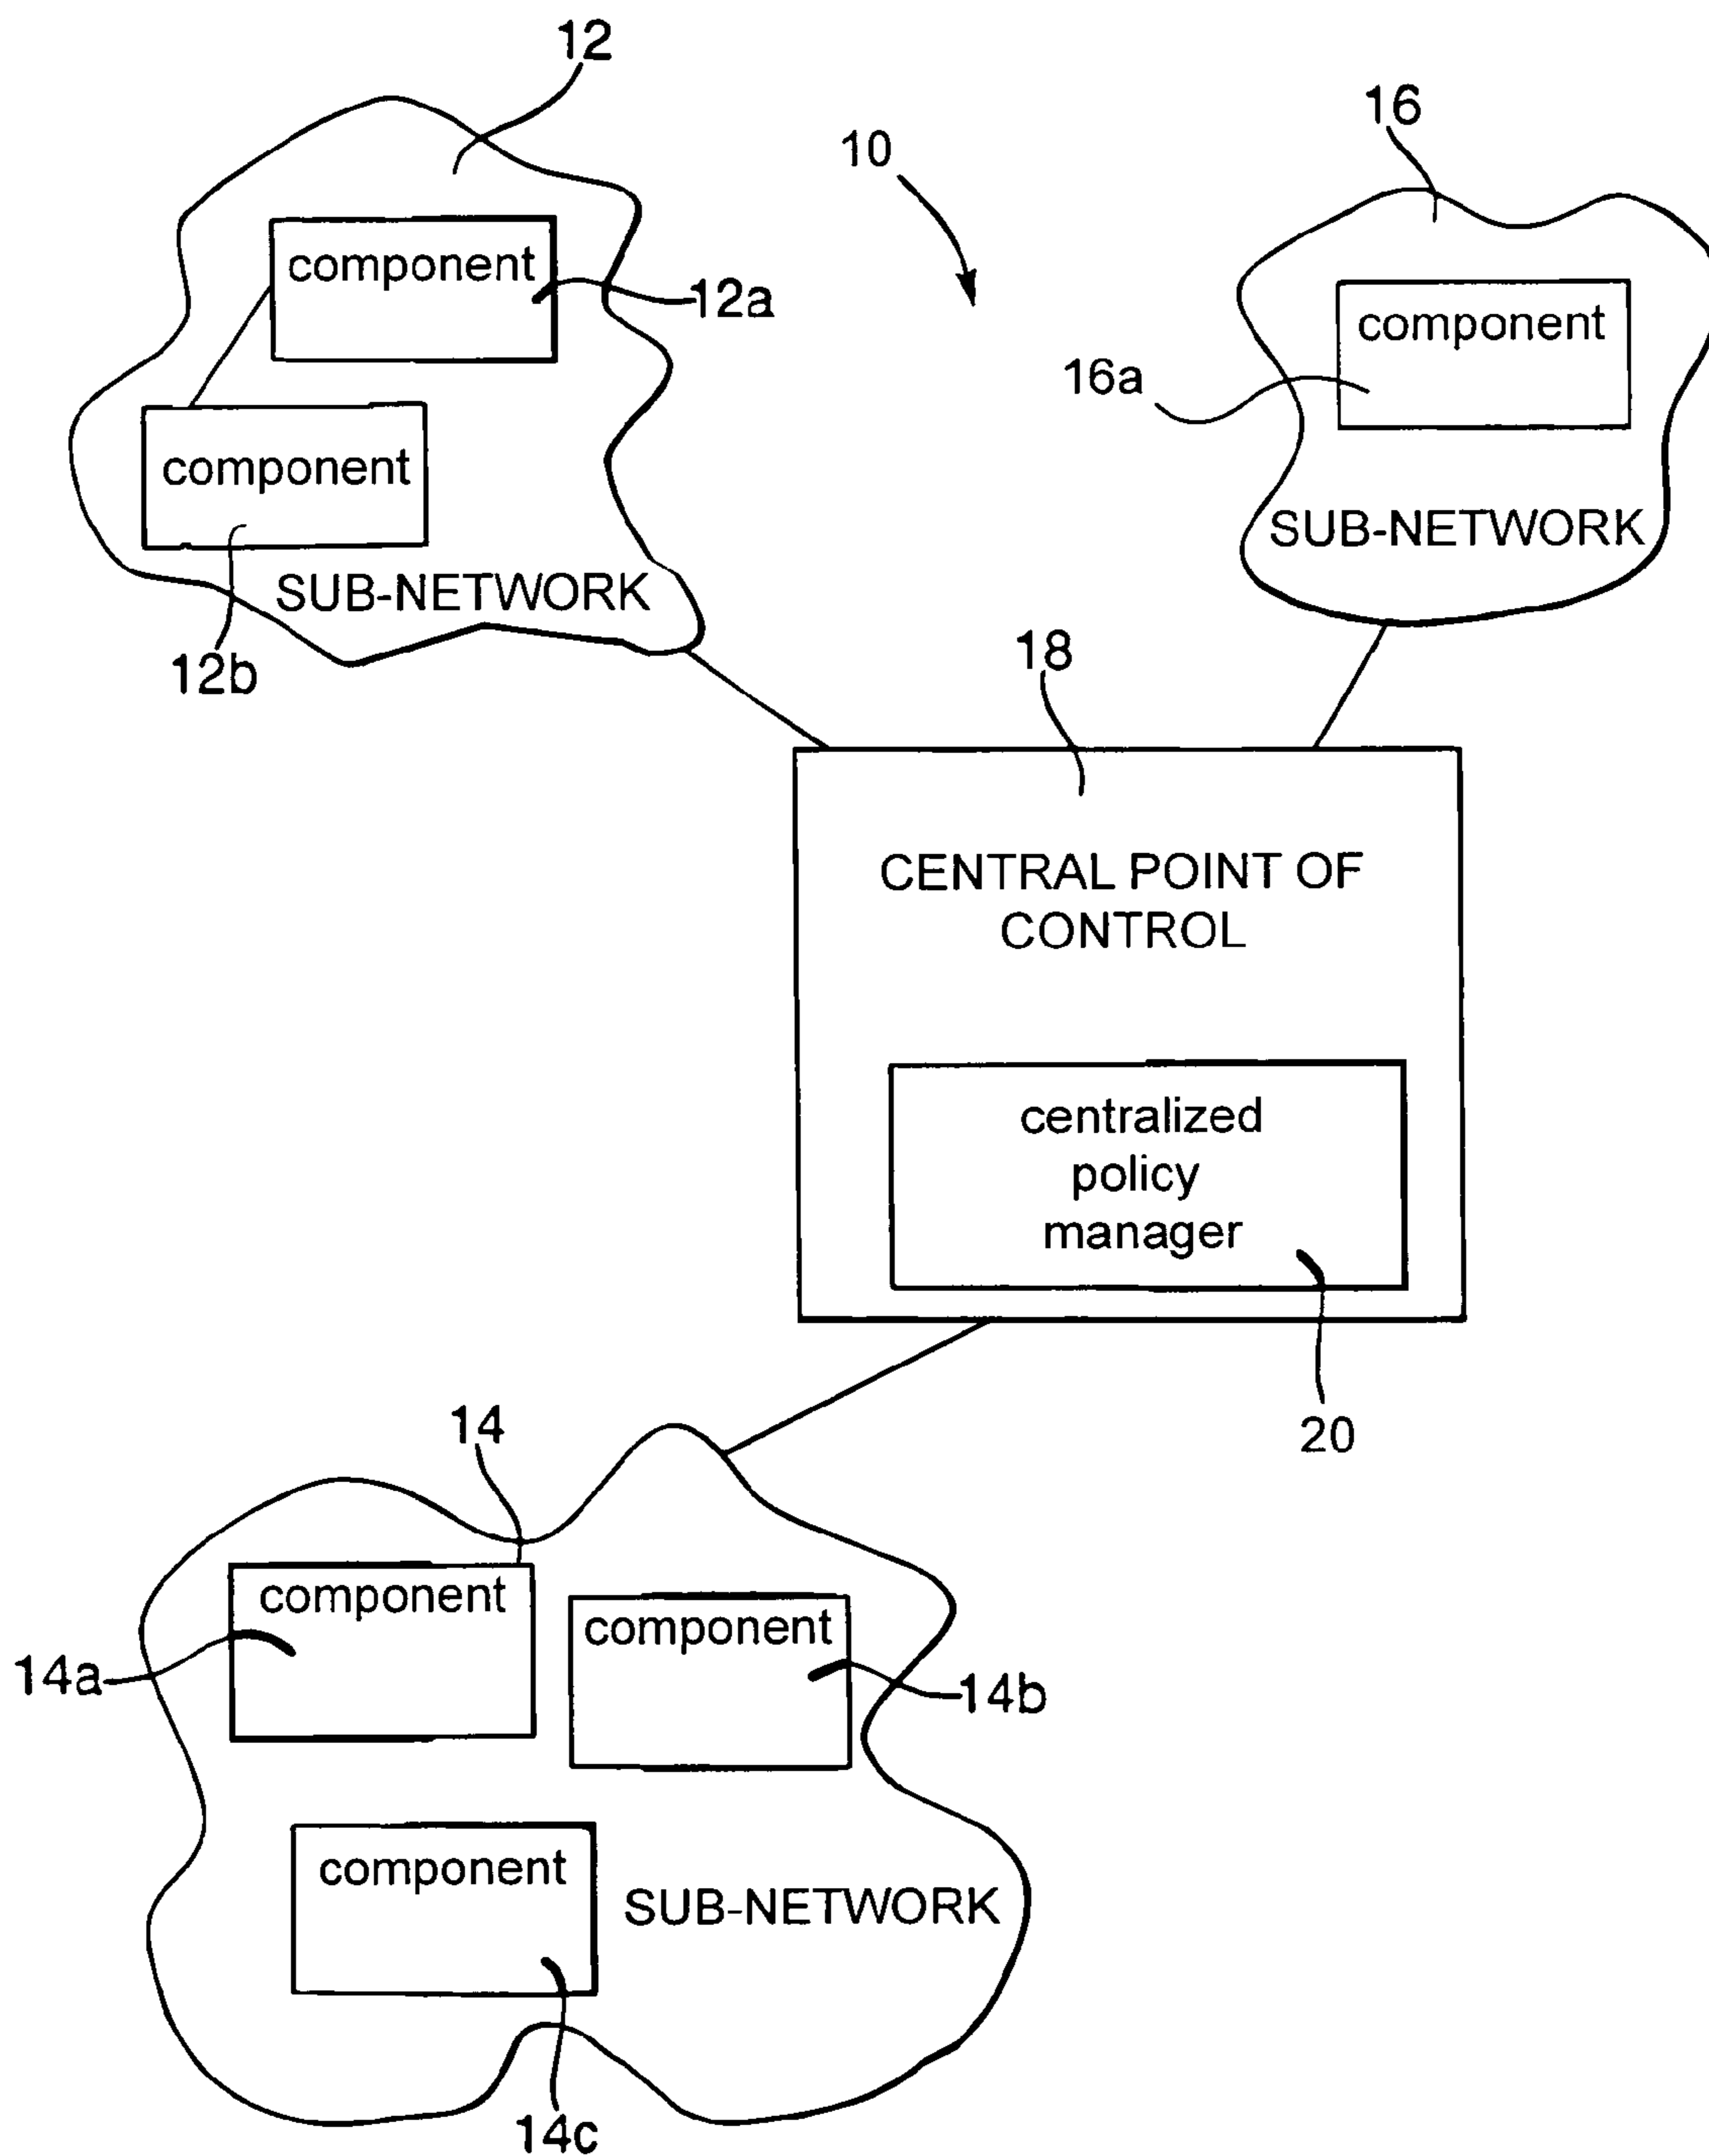 12
16
10
component
12a
component
16a
component
SUB-NETWORK
SUB-NETWORK
12b
18
CENTRAL POINT OF
CONTROL
centralized
policy
manager
20
14
component
component
14a
14b
component
SUB-NETWORK
14c